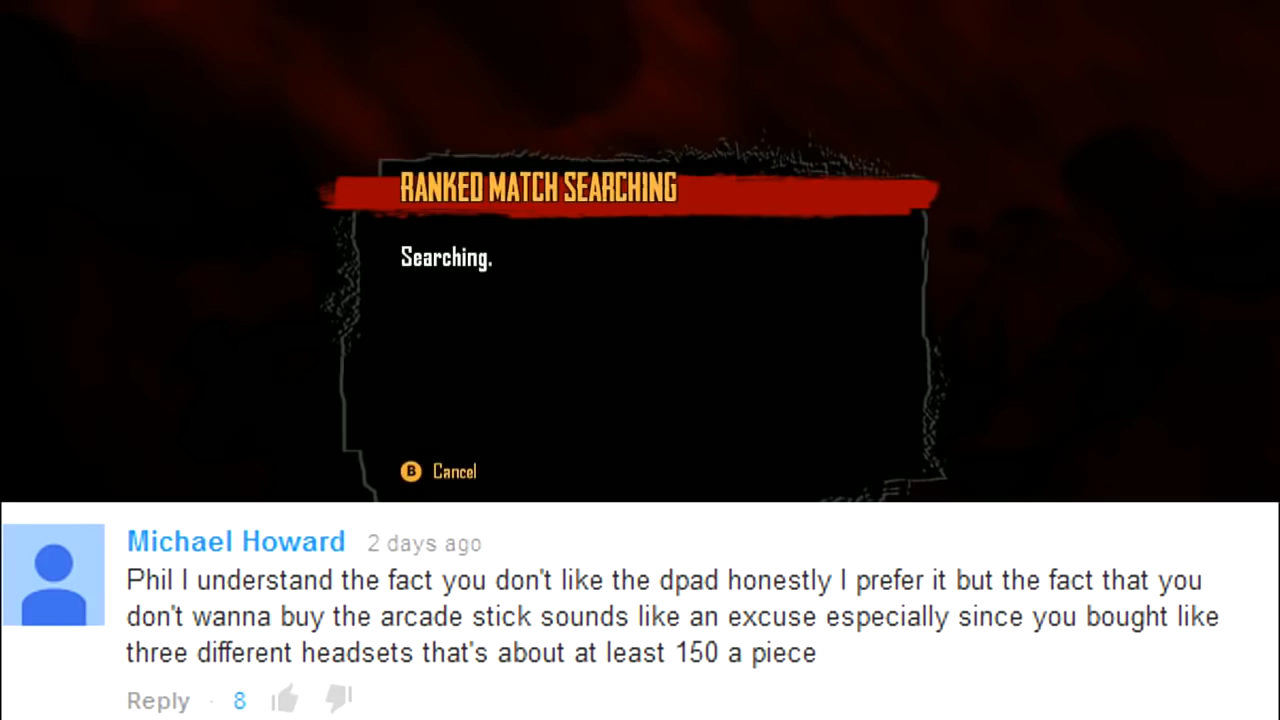 RANKED MATCH SEARCHING
Searching.
B Cancel
Michael Howard 2 days ago
Phil I understand the fact you don't like the dpad honestly I prefer it but the fact that you
don't wanna buy the arcade stick sounds like an excuse especially since you bought like
three different headsets that's about at least 150 a piece
Reply · 8